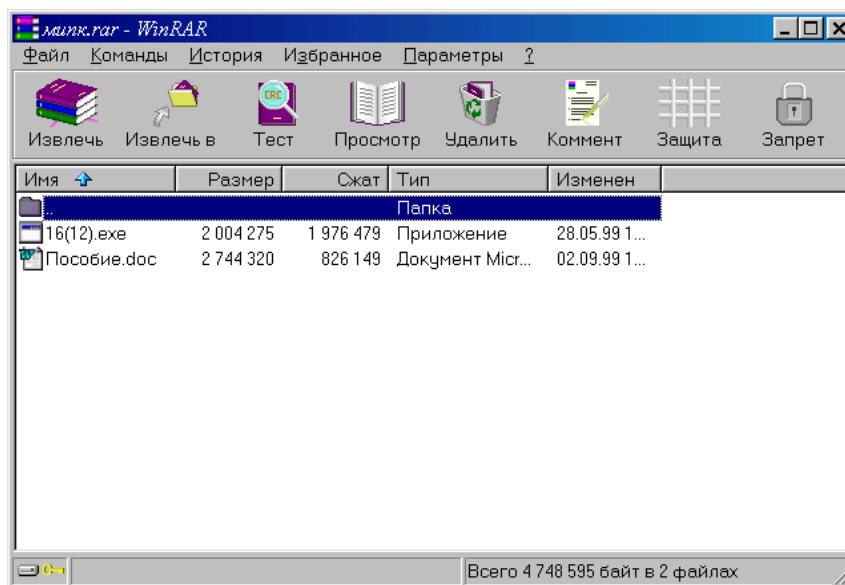 минк.rar - WinRAR
Файл Команды История Избранное Параметры ?
CRC
Извлечь Извлечь в Тест Просмотр Удалить Коммент Защита Запрет
Имя Размер Сжат Тип Изменен
.. Папка
16(12).exe 2 004 275 1 976 479 Приложение 28.05.99 1...
Пособие.doc 2 744 320 826 149 Документ Micr... 02.09.99 1...
Всего 4 748 595 байт в 2 файлах